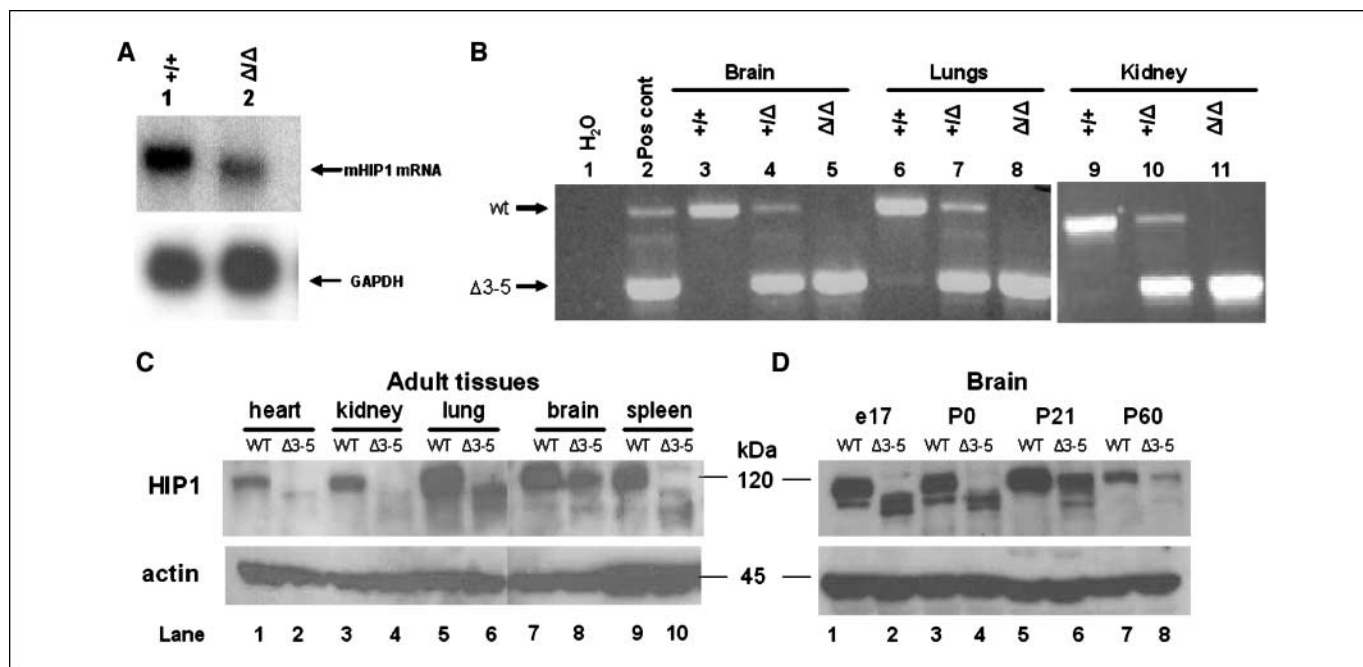 A
+/+
Δ/Δ
1 2
mHIP1 mRNA
GAPDH
B
Brain Lungs Kidney
H2O
Pos cont
+/+
+/Δ
Δ/Δ
+/+
+/Δ
Δ/Δ
+/+
+/Δ
Δ/Δ
1 2 3 4 5 6 7 8 9 10 11
wt
Δ3-5
C
Adult tissues
heart kidney lung brain spleen
WT Δ3-5 WT Δ3-5 WT Δ3-5 WT Δ3-5 WT Δ3-5
HIP1
actin
Lane 1 2 3 4 5 6 7 8 9 10
kDa
120
45
D
Brain
e17 P0 P21 P60
WT Δ3-5 WT Δ3-5 WT Δ3-5 WT Δ3-5
1 2 3 4 5 6 7 8